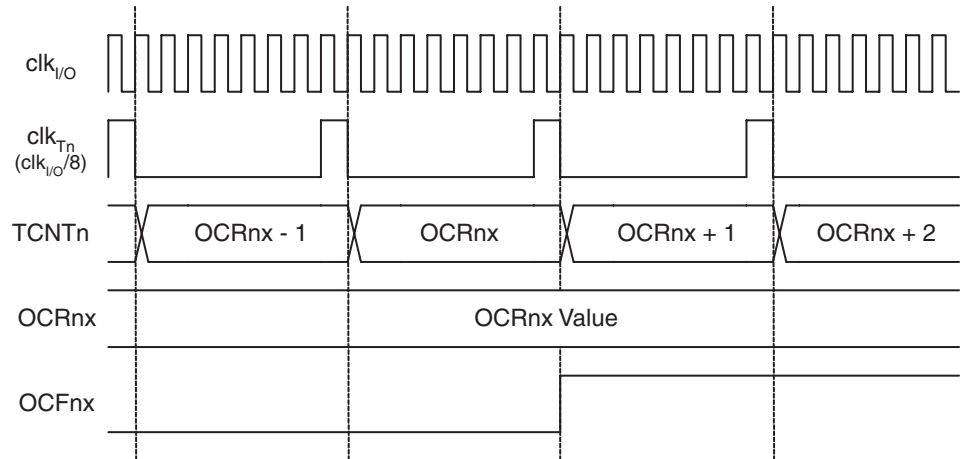 clkI/O
clkTn
(clkI/O/8)
TCNTn
OCRnx - 1
OCRnx
OCRnx + 1
OCRnx + 2
OCRnx
OCRnx Value
OCFnx